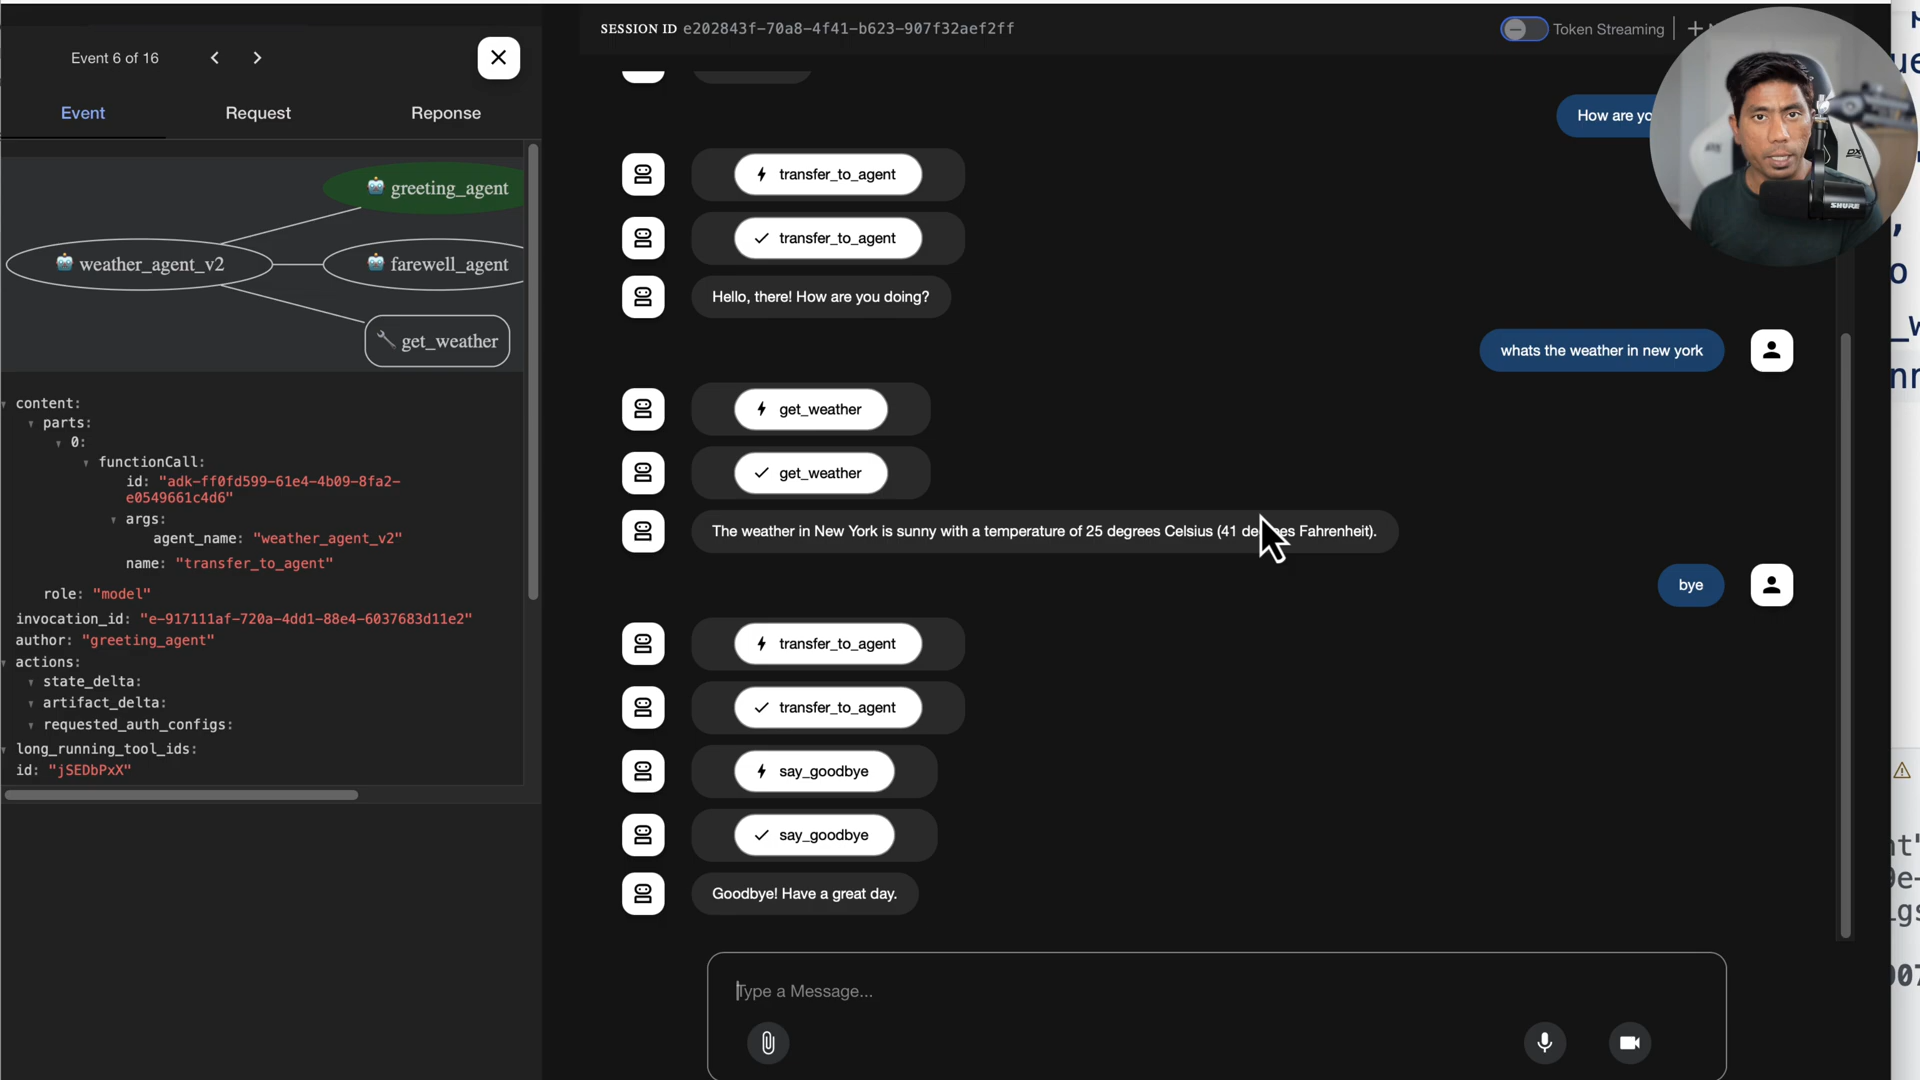 Event 6 of 16
Event
Request
Reponse
greeting_agent
weather_agent_v2
farewell_agent
get_weather
content:
parts:
0:
functionCall:
id: "adk-ff0fd599-61e4-4b09-8fa2-
e0549661c4d6"
args:
agent_name: "weather_agent_v2"
name: "transfer_to_agent"
role: "model"
invocation_id: "e-917111af-720a-4dd1-88e4-6037683d11e2"
author: "greeting_agent"
actions:
state_delta:
artifact_delta:
requested_auth_configs:
long_running_tool_ids:
id: "jSEDbPxX"
SESSION ID e202843f-70a8-4f41-b623-907f32aef2ff
Token Streaming
How are yo
transfer_to_agent
transfer_to_agent
Hello, there! How are you doing?
whats the weather in new york
get_weather
get_weather
The weather in New York is sunny with a temperature of 25 degrees Celsius (41 degrees Fahrenheit).
bye
transfer_to_agent
transfer_to_agent
say_goodbye
say_goodbye
Goodbye! Have a great day.
Type a Message...
SHURE